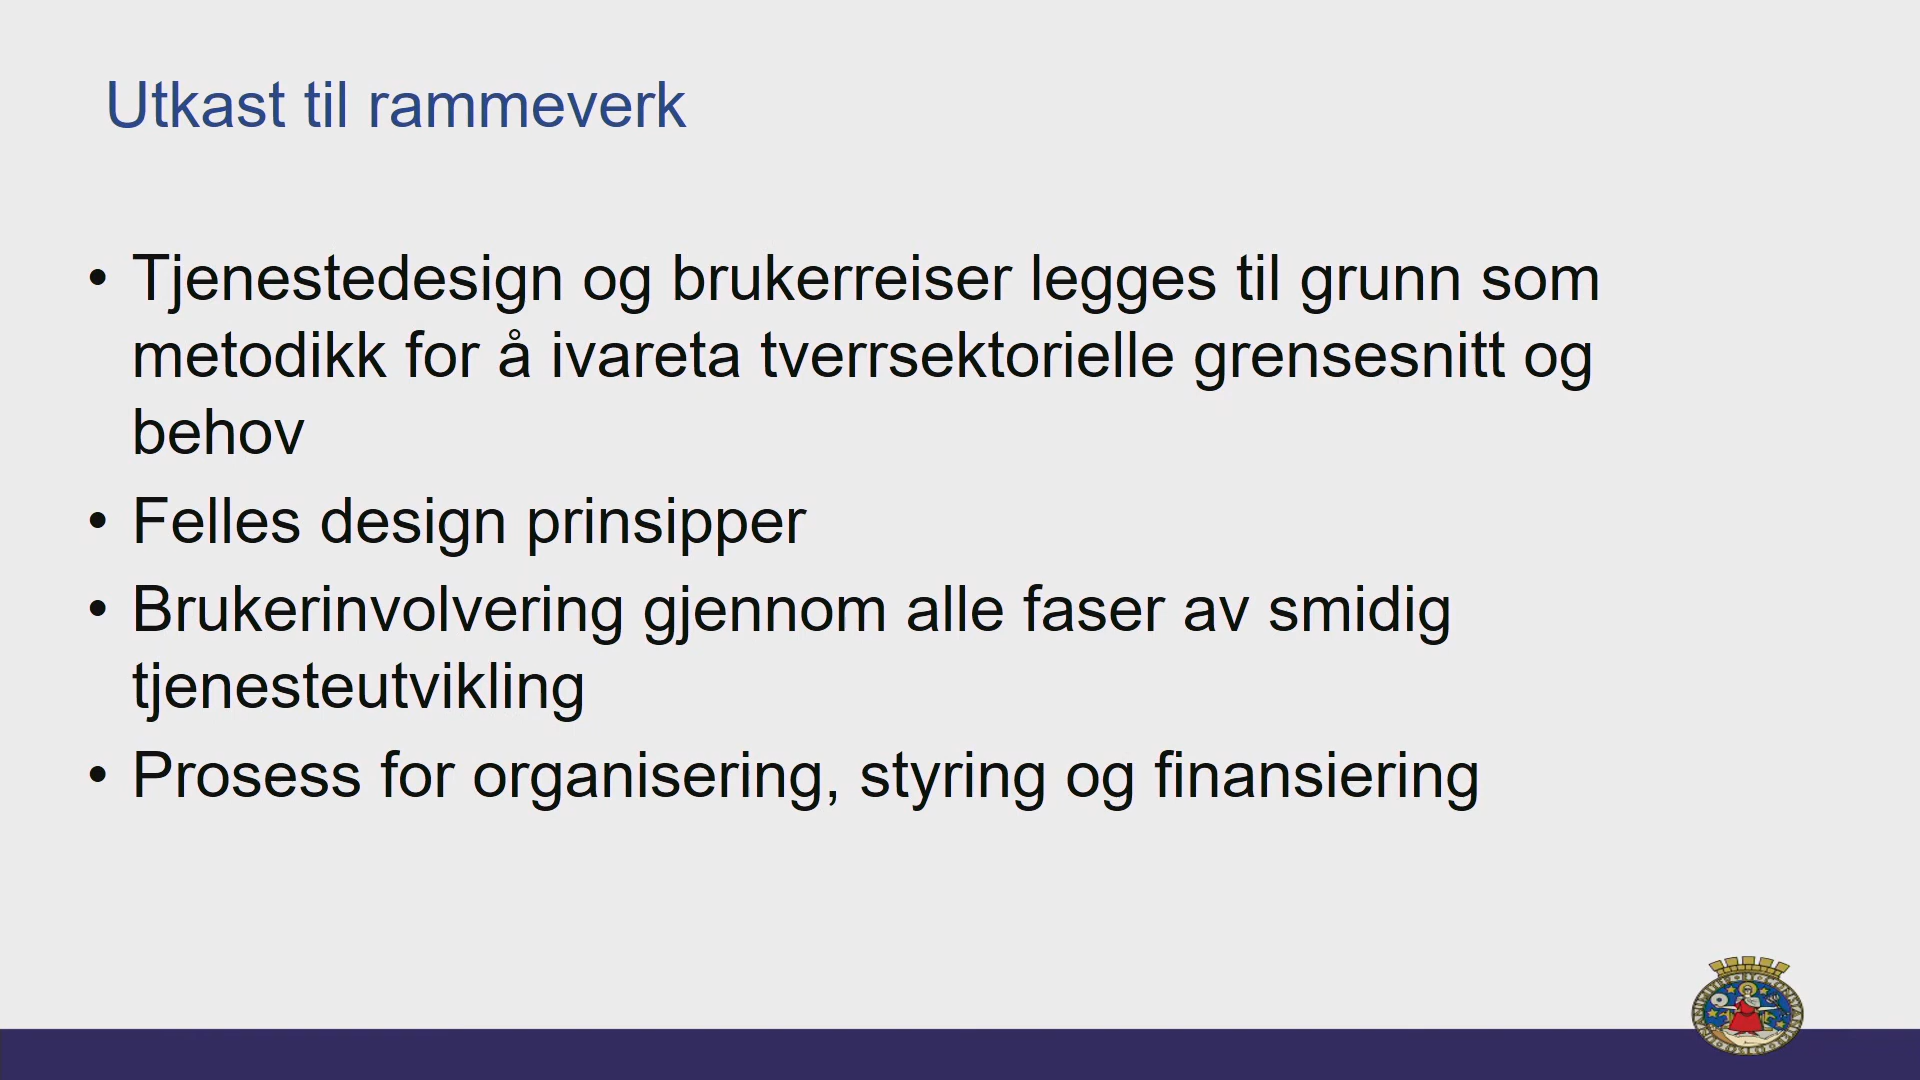 Utkast til rammeverk
• Tjenestedesign og brukerreiser legges til grunn som
metodikk for å ivareta tverrsektorielle grensesnitt og
behov
• Felles design prinsipper
• Brukerinvolvering gjennom alle faser av smidig
tjenesteutvikling
• Prosess for organisering, styring og finansiering